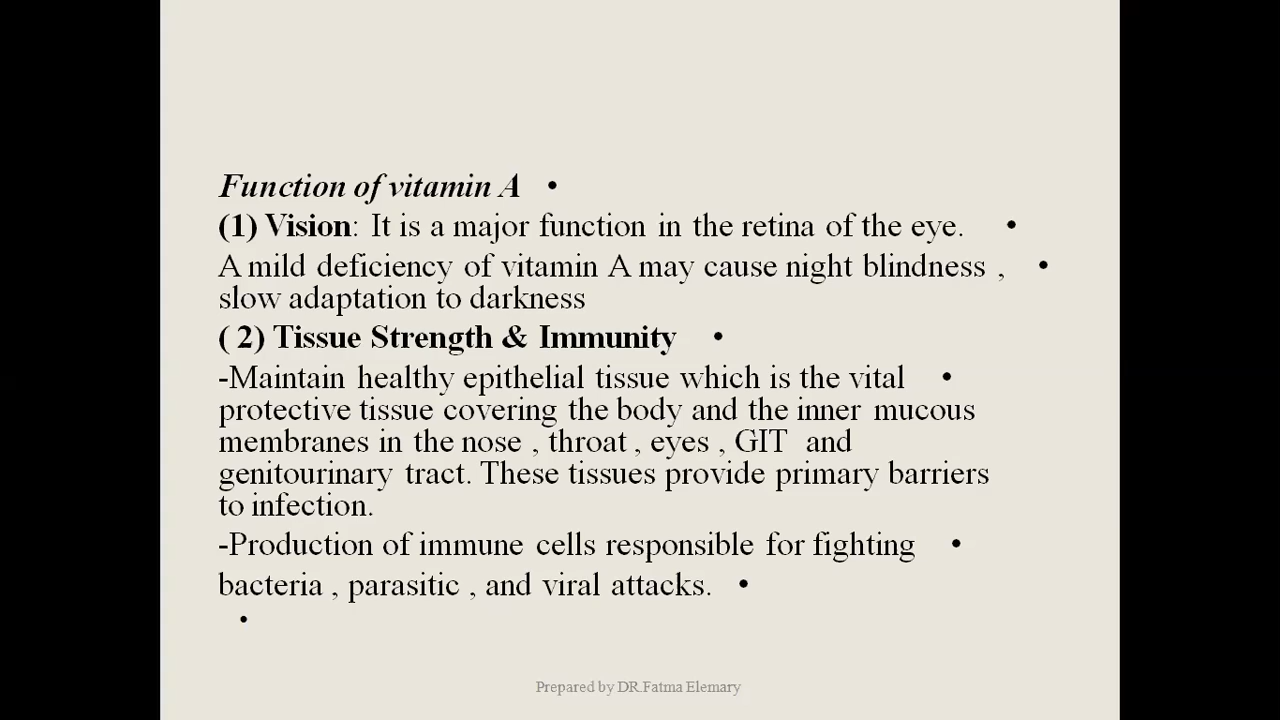 Function of vitamin A •
(1) Vision: It is a major function in the retina of the eye. •
A mild deficiency of vitamin A may cause night blindness , •
slow adaptation to darkness
( 2) Tissue Strength & Immunity •
-Maintain healthy epithelial tissue which is the vital •
protective tissue covering the body and the inner mucous
membranes in the nose , throat , eyes , GIT and
genitourinary tract. These tissues provide primary barriers
to infection.
-Production of immune cells responsible for fighting •
bacteria , parasitic , and viral attacks. •
•
Prepared by DR.Fatma Elemary